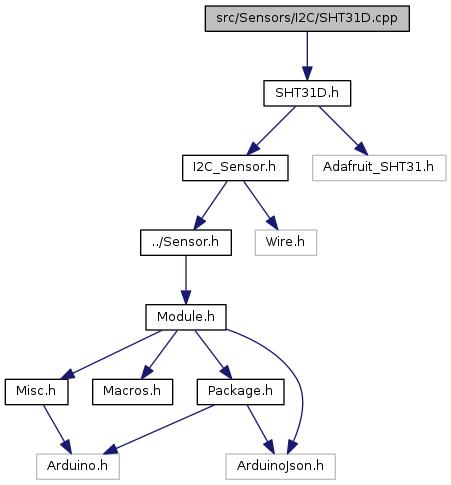 src/Sensors/I2C/SHT31D.cpp
SHT31D.h
I2C_Sensor.h
Adafruit_SHT31.h
../Sensor.h
Wire.h
Module.h
Misc.h
Macros.h
Package.h
Arduino.h
ArduinoJson.h